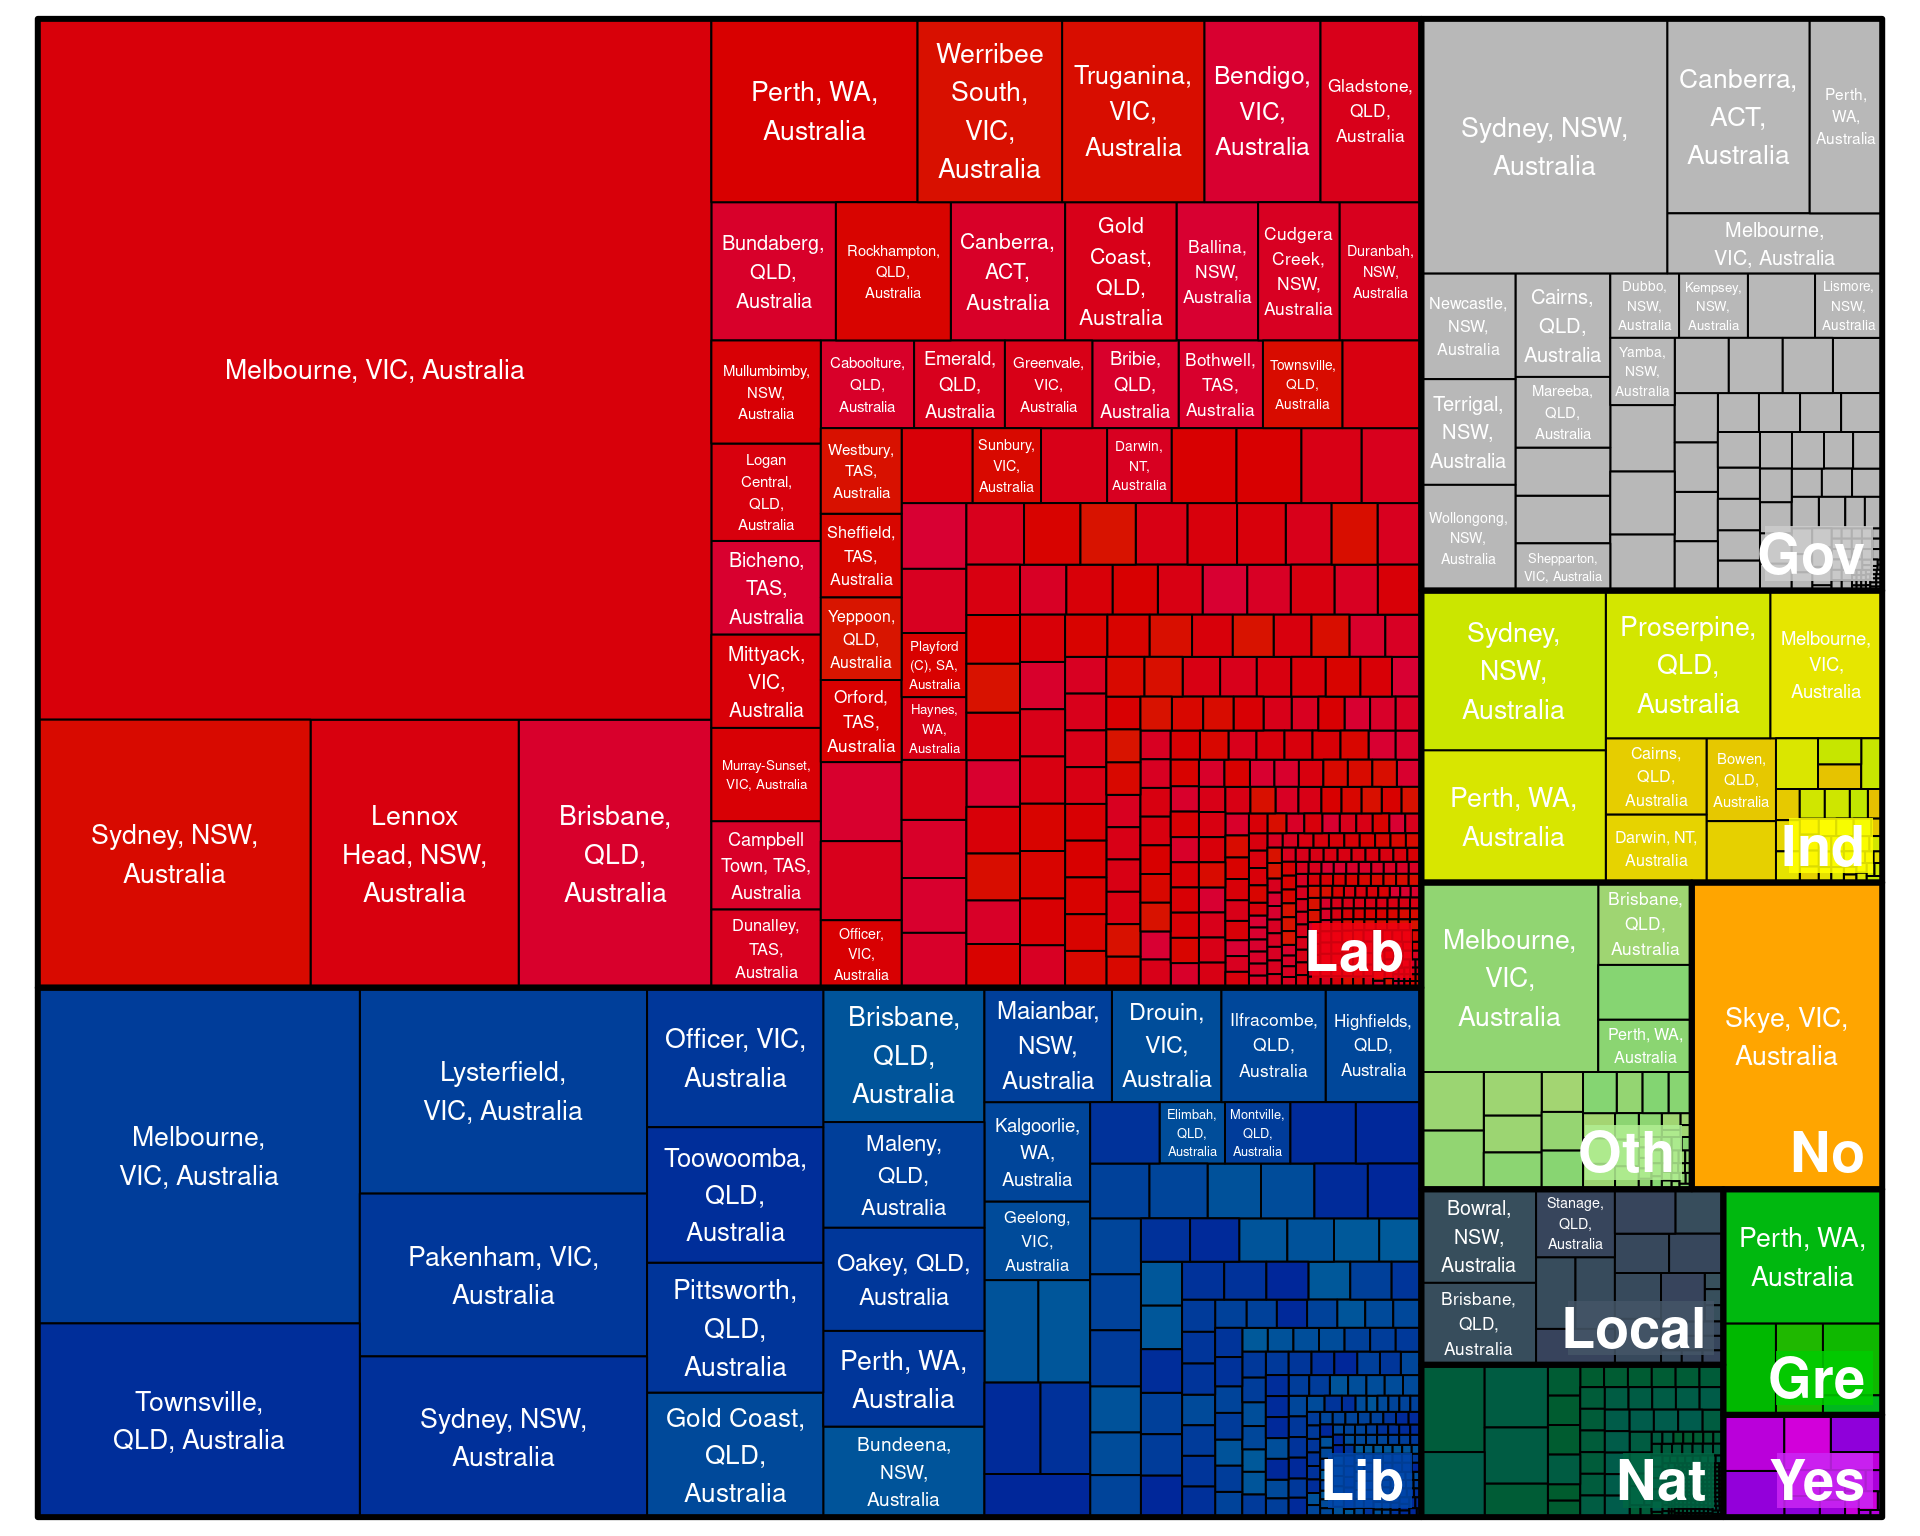 Melbourne, VIC, Australia
Sydney, NSW,
Australia
Lennox
Head, NSW,
Australia
Brisbane,
QLD,
Australia
Perth, WA,
Australia
Werribee
South,
VIC,
Australia
Truganina,
VIC,
Australia
Bendigo,
VIC,
Australia
Gladstone,
QLD,
Australia
Bundaberg,
QLD,
Australia
Rockhampton,
QLD,
Australia
Canberra,
ACT,
Australia
Gold
Coast,
QLD,
Australia
Ballina,
NSW,
Australia
Cudgera
Creek,
NSW,
Australia
Duranbah,
NSW,
Australia
Mullumbimby,
NSW,
Australia
Logan
Central,
QLD,
Australia
Bicheno,
TAS,
Australia
Mittyack,
VIC,
Australia
Murray-Sunset,
VIC, Australia
Campbell
Town, TAS,
Australia
Dunalley,
TAS,
Australia
Caboolture,
QLD,
Australia
Emerald,
QLD,
Australia
Greenvale,
VIC,
Australia
Bribie,
QLD,
Australia
Bothwell,
TAS,
Australia
Townsville,
QLD,
Australia
Westbury,
TAS,
Australia
Sheffield,
TAS,
Australia
Yeppoon,
QLD,
Australia
Orford,
TAS,
Australia
Officer,
VIC,
Australia
Sunbury,
VIC,
Australia
Darwin,
NT,
Australia
Playford
(C), SA,
Australia
Haynes,
WA,
Australia
Lab
Melbourne,
VIC, Australia
Townsville,
QLD, Australia
Lysterfield,
VIC, Australia
Pakenham, VIC,
Australia
Sydney, NSW,
Australia
Officer, VIC,
Australia
Toowoomba,
QLD,
Australia
Pittsworth,
QLD,
Australia
Gold Coast,
QLD,
Australia
Brisbane,
QLD,
Australia
Maleny,
QLD,
Australia
Oakey, QLD,
Australia
Perth, WA,
Australia
Bundeena,
NSW,
Australia
Maianbar,
NSW,
Australia
Drouin,
VIC,
Australia
Ilfracombe,
QLD,
Australia
Highfields,
QLD,
Australia
Kalgoorlie,
WA,
Australia
Geelong,
VIC,
Australia
Elimbah,
QLD,
Australia
Montville,
QLD,
Australia
Lib
Sydney, NSW,
Australia
Canberra,
ACT,
Australia
Perth,
WA,
Australia
Melbourne,
VIC, Australia
Newcastle,
NSW,
Australia
Terrigal,
NSW,
Australia
Wollongong,
NSW,
Australia
Cairns,
QLD,
Australia
Mareeba,
QLD,
Australia
Shepparton,
VIC, Australia
Dubbo,
NSW,
Australia
Kempsey,
NSW,
Australia
Lismore,
NSW,
Australia
Yamba,
NSW,
Australia
Gov
Sydney,
NSW,
Australia
Perth, WA,
Australia
Proserpine,
QLD,
Australia
Melbourne,
VIC,
Australia
Cairns,
QLD,
Australia
Darwin, NT,
Australia
Bowen,
QLD,
Australia
Ind
Melbourne,
VIC,
Australia
Brisbane,
QLD,
Australia
Perth, WA,
Australia
Oth
Skye, VIC,
Australia
No
Bowral,
NSW,
Australia
Brisbane,
QLD,
Australia
Stanage,
QLD,
Australia
Local
Perth, WA,
Australia
Gre
Nat
Yes